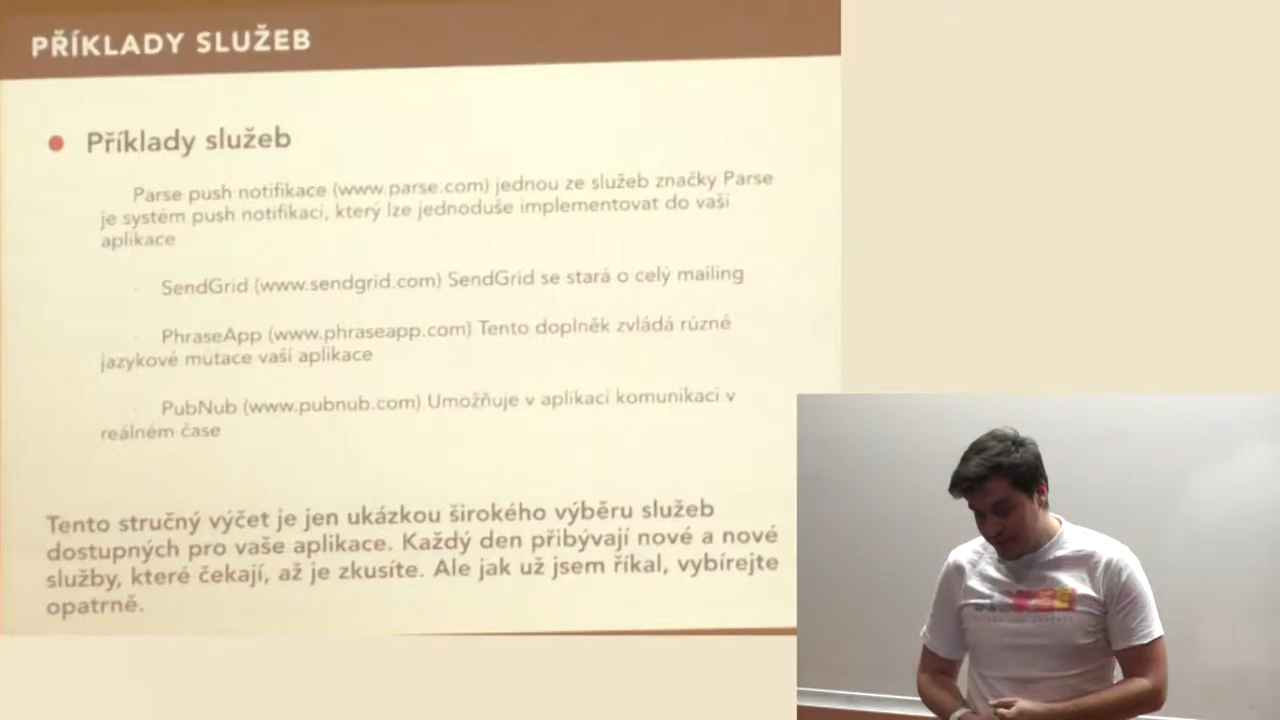 PŘÍKLADY SLUŽEB
Příklady služeb
Parse push notifikace (www.parse.com) jednou ze služeb značky Parse
je systém push notifikací, který lze jednoduše implementovat do vaší
aplikace
SendGrid (www.sendgrid.com) SendGrid se stará o celý mailing
PhraseApp (www.phraseapp.com) Tento doplněk zvládá různé
jazykové mutace vaší aplikace
PubNub (www.pubnub.com) Umožňuje v aplikaci komunikaci v
reálném čase
Tento stručný výčet je jen ukázkou širokého výběru služeb
dostupných pro vaše aplikace. Každý den přibývají nové a nové
služby, které čekají, až je zkusíte. Ale jak už jsem říkal, vybírejte
opatrně.